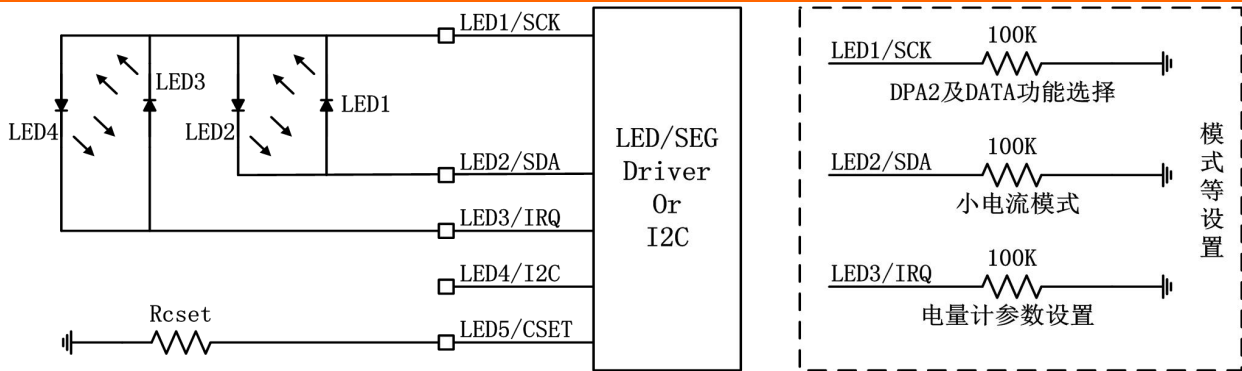 LED1/SCK
LED3
LED1
LED4
LED2
LED2/SDA
LED3/IRQ
LED4/I2C
Rcset
LED5/CSET
LED/SEG
Driver
Or
I2C
LED1/SCK
100K
DPA2及DATA功能选择
LED2/SDA
100K
小电流模式
LED3/IRQ
100K
电量计参数设置
模式等设置